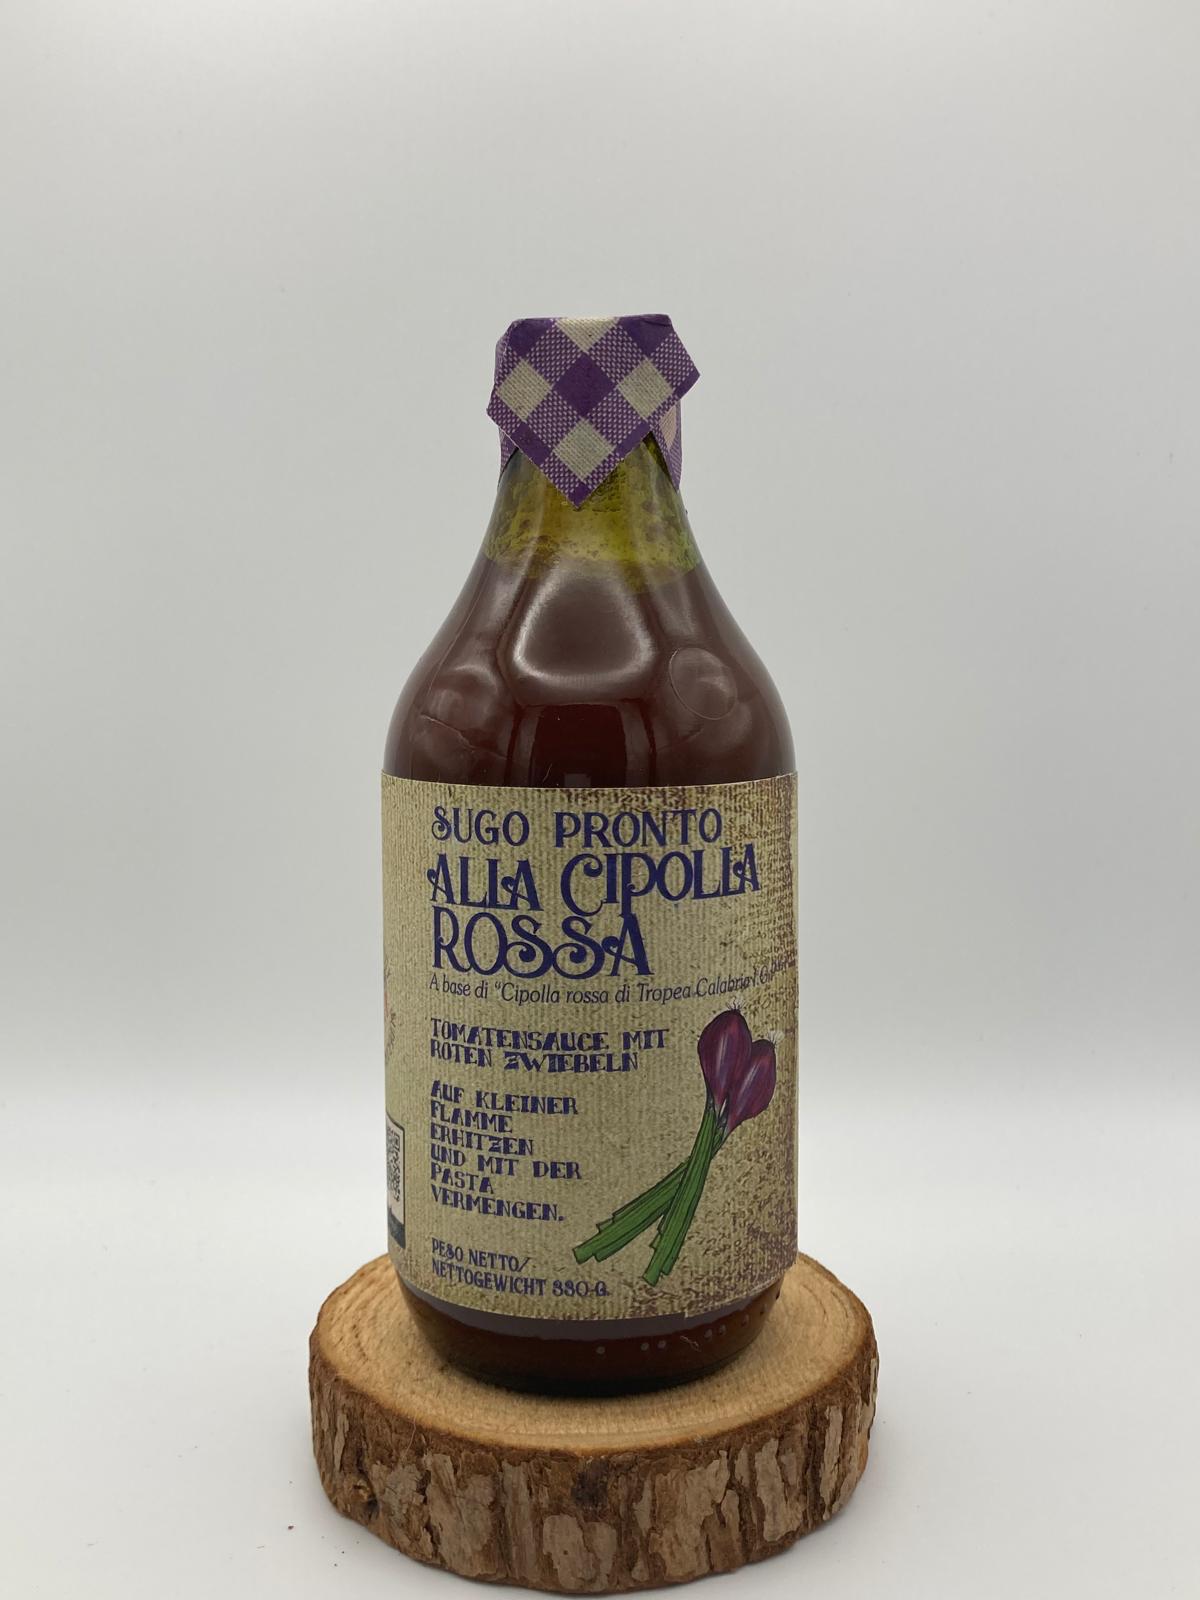 SUGO PRONTO
ALLA CIPOLLA
ROSSA
A base di "Cipolla rossa di Tropea Calabria I.G.P."
TOMATENSAUCE MIT
ROTEN ZWIEBELN
AUF KLEINER
FLAMME
ERHITZEN
UND MIT DER
PASTA
VERMENGEN.
PESO NETTO/
NETTOGEWICHT 330 G.